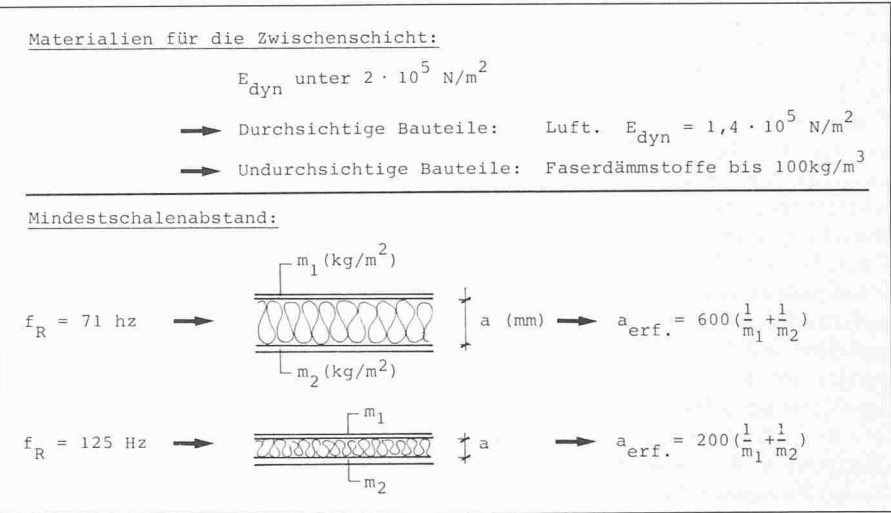 Materialien für die Zwischenschicht:
E_dyn unter 2 · 10^5 N/m^2
➡ Durchsichtige Bauteile: Luft. E_dyn = 1,4 · 10^5 N/m^2
➡ Undurchsichtige Bauteile: Faserdämmstoffe bis 100kg/m^3
Mindestschalenabstand:
m_1 (kg/m^2)
f_R = 71 hz ➡ a (mm) ➡ a_erf. = 600(1/m_1 + 1/m_2)
m_2 (kg/m^2)
m_1
f_R = 125 Hz ➡ a ➡ a_erf. = 200(1/m_1 + 1/m_2)
m_2